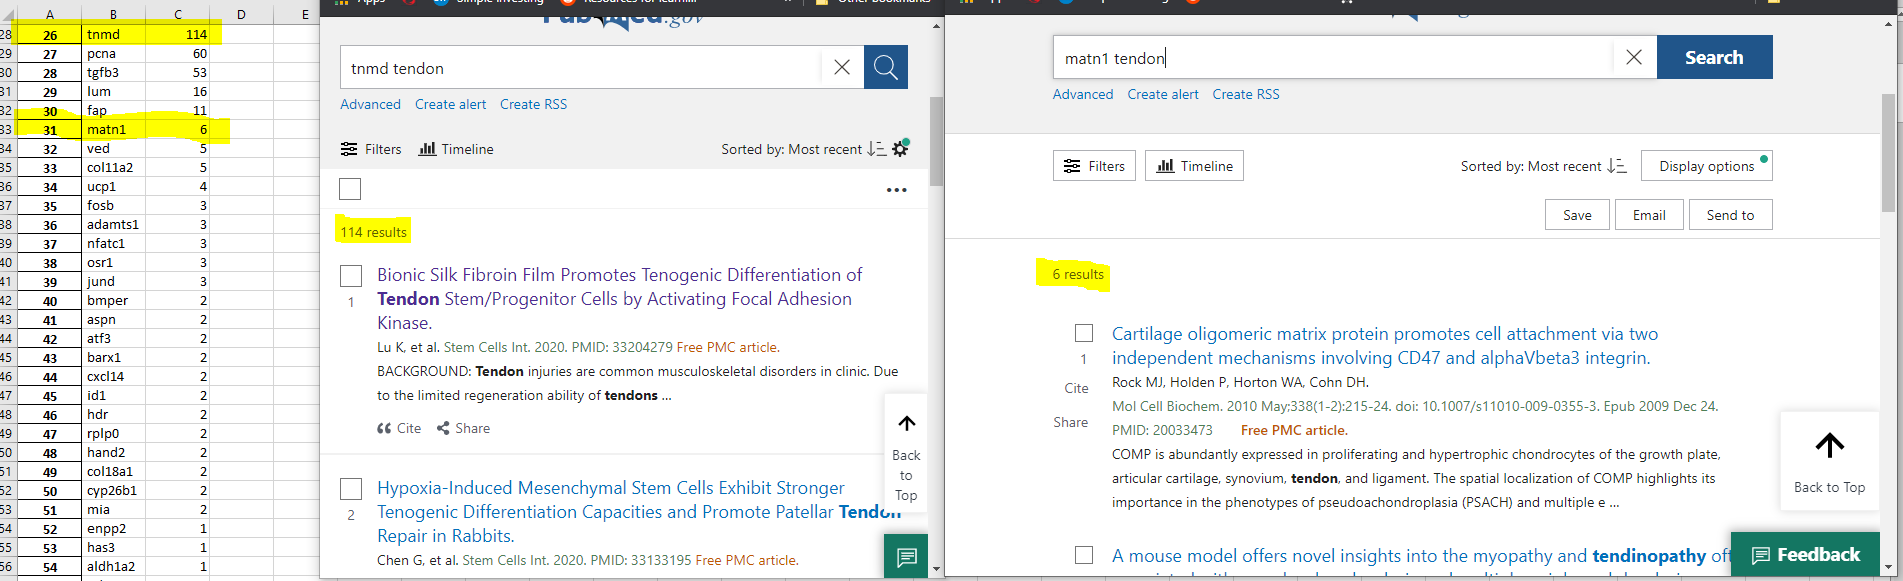 A B C D E
28 26 tnmd 114
29 27 pcna 60
30 28 tgfb3 53
31 29 lum 16
32 30 fap 11
33 31 matn1 6
34 32 ved 5
35 33 col11a2 5
36 34 ucp1 4
37 35 fosb 3
38 36 adamts1 3
39 37 nfatc1 3
40 38 osr1 3
41 39 jund 3
42 40 bmper 2
43 41 aspn 2
44 42 atf3 2
45 43 barx1 2
46 44 cxcl14 2
47 45 id1 2
48 46 hdr 2
49 47 rplp0 2
50 48 hand2 2
51 49 col18a1 2
52 50 cyp26b1 2
53 51 mia 2
54 52 enpp2 1
55 53 has3 1
56 54 aldh1a2 1
Apps Simple Investing Resources for learni... » Other bookmarks
PubMed.gov
tnmd tendon
Advanced Create alert Create RSS
Filters Timeline Sorted by: Most recent
114 results
Bionic Silk Fibroin Film Promotes Tenogenic Differentiation of
1 Tendon Stem/Progenitor Cells by Activating Focal Adhesion
Kinase.
Lu K, et al. Stem Cells Int. 2020. PMID: 33204279 Free PMC article.
BACKGROUND: Tendon injuries are common musculoskeletal disorders in clinic. Due
to the limited regeneration ability of tendons ...
Cite Share
Back
to
Top
Hypoxia-Induced Mesenchymal Stem Cells Exhibit Stronger
2 Tenogenic Differentiation Capacities and Promote Patellar Tendon
Repair in Rabbits.
Chen G, et al. Stem Cells Int. 2020. PMID: 33133195 Free PMC article.
matn1 tendon
Search
Advanced Create alert Create RSS
Filters Timeline Sorted by: Most recent Display options
Save Email Send to
6 results
Cartilage oligomeric matrix protein promotes cell attachment via two
1 independent mechanisms involving CD47 and alphaVbeta3 integrin.
Cite Rock MJ, Holden P, Horton WA, Cohn DH.
Mol Cell Biochem. 2010 May;338(1-2):215-24. doi: 10.1007/s11010-009-0355-3. Epub 2009 Dec 24.
Share PMID: 20033473 Free PMC article.
COMP is abundantly expressed in proliferating and hypertrophic chondrocytes of the growth plate,
articular cartilage, synovium, tendon, and ligament. The spatial localization of COMP highlights its
importance in the phenotypes of pseudoachondroplasia (PSACH) and multiple e ...
Back to Top
A mouse model offers novel insights into the myopathy and tendinopathy oft
Feedback